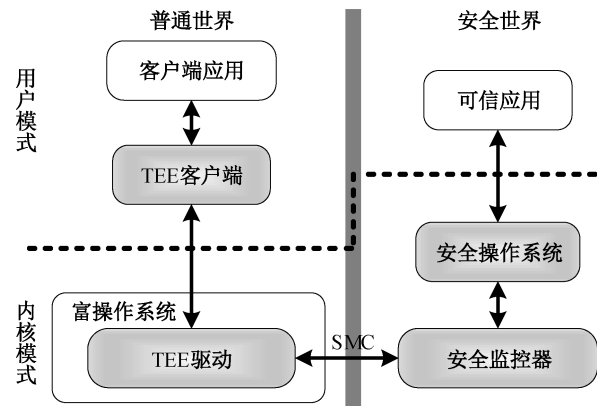 普通世界
安全世界
用户模式
客户端应用
可信应用
TEE客户端
安全操作系统
内核模式
富操作系统
TEE驱动
SMC
安全监控器